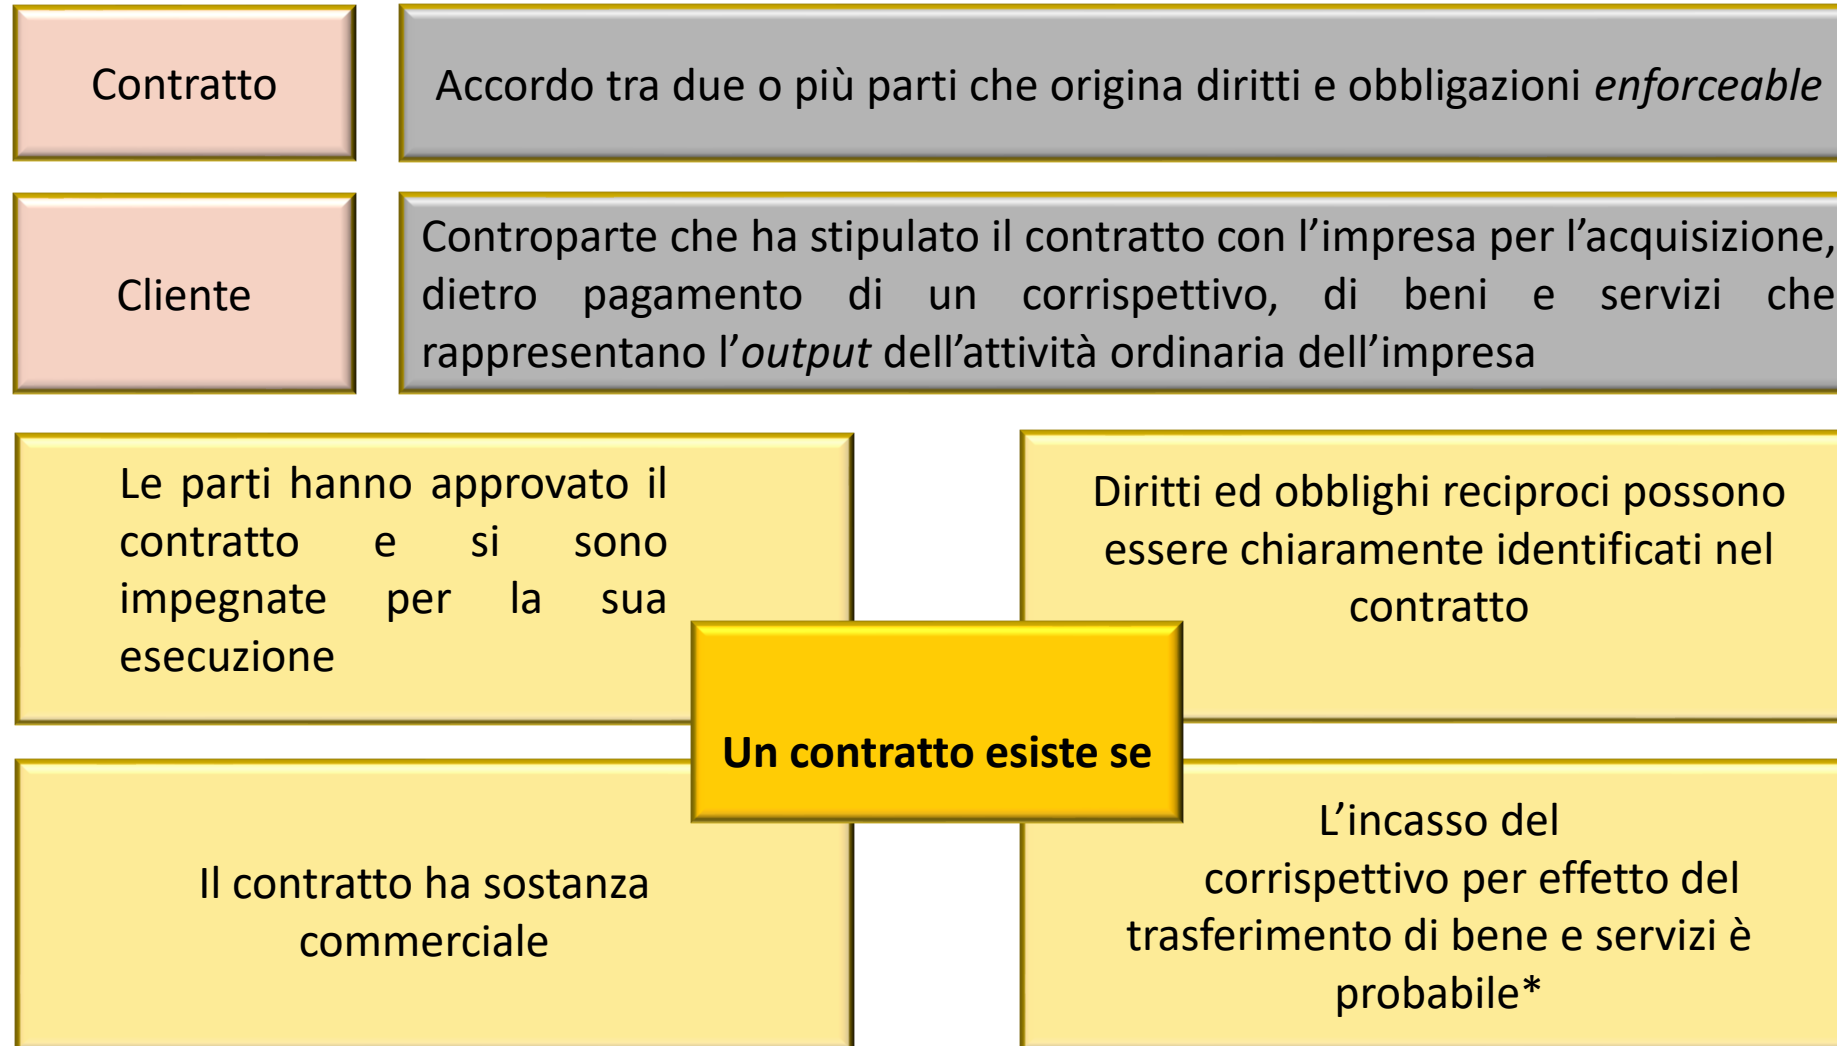 Contratto
Accordo tra due o più parti che origina diritti e obbligazioni enforceable
Cliente
Controparte che ha stipulato il contratto con l’impresa per l’acquisizione,
dietro pagamento di un corrispettivo, di beni e servizi che
rappresentano l’output dell’attività ordinaria dell’impresa
Le parti hanno approvato il
contratto e si sono
impegnate per la sua
esecuzione
Diritti ed obblighi reciproci possono
essere chiaramente identificati nel
contratto
Un contratto esiste se
Il contratto ha sostanza
commerciale
L’incasso del
corrispettivo per effetto del
trasferimento di bene e servizi è
probabile*